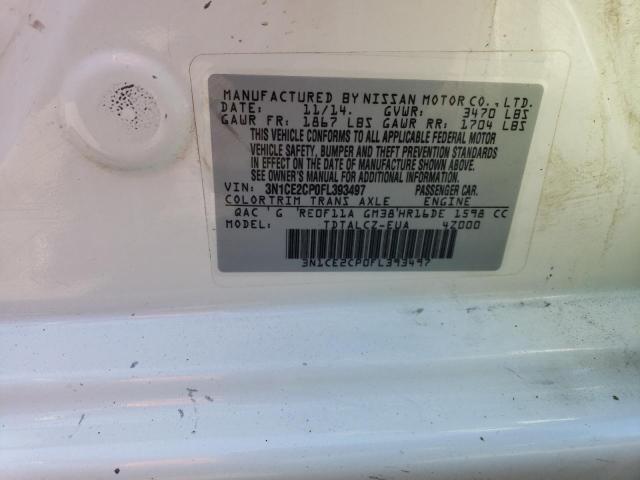 MANUFACTURED BY NISSAN MOTOR CO., LTD.
DATE: 11/14. GVWR: 3470 LBS
GAWR FR: 1867 LBS GAWR RR: 1704 LBS
THIS VEHICLE CONFORMS TO ALL APPLICABLE FEDERAL MOTOR
VEHICLE SAFETY, BUMPER AND THEFT PREVENTION STANDARDS
IN EFFECT ON THE DATE OF MANUFACTURE SHOWN ABOVE.
SEE OWNER'S MANUAL FOR ADDITIONAL INFORMATION.
VIN: 3N1CE2CP0FL393497 PASSENGER CAR.
COLOR TRIM TRANS AXLE ENGINE
QAC G RE0F11A GM38 HR16DE 1598 CC
MODEL: TDTALCZ-EUA 4Z000
3N1CE2CP0FL393497